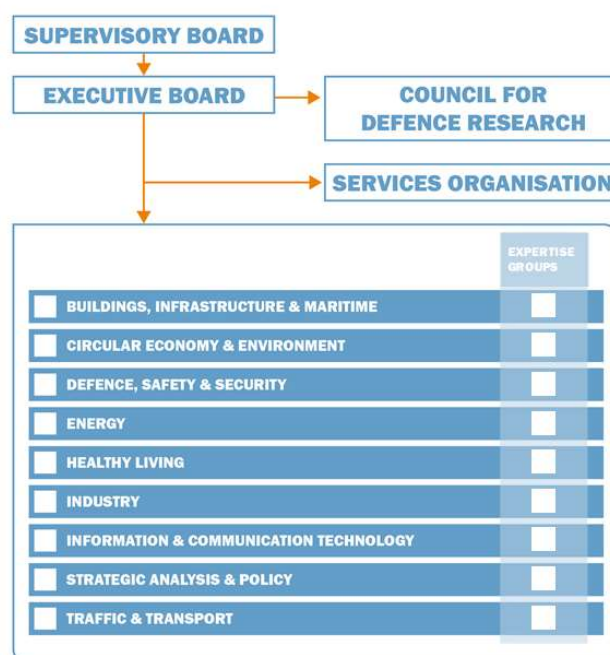 SUPERVISORY BOARD
EXECUTIVE BOARD
COUNCIL FOR
DEFENCE RESEARCH
SERVICES ORGANISATION
EXPERTISE
GROUPS
BUILDINGS, INFRASTRUCTURE & MARITIME
CIRCULAR ECONOMY & ENVIRONMENT
DEFENCE, SAFETY & SECURITY
ENERGY
HEALTHY LIVING
INDUSTRY
INFORMATION & COMMUNICATION TECHNOLOGY
STRATEGIC ANALYSIS & POLICY
TRAFFIC & TRANSPORT